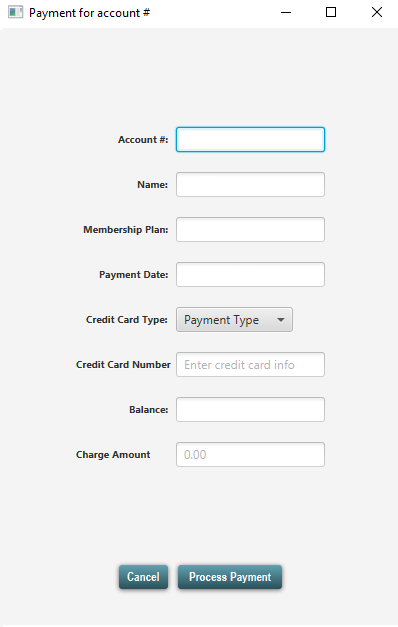 Payment for account #
Account #:
Name:
Membership Plan:
Payment Date:
Credit Card Type: Payment Type
Credit Card Number Enter credit card info
Balance:
Charge Amount 0.00
Cancel Process Payment